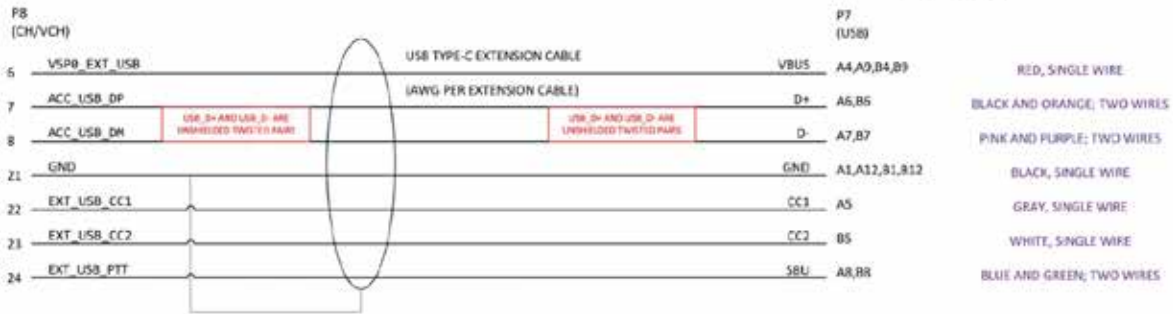 P8
(CH/VCH)
P7
(USB)
USB TYPE-C EXTENSION CABLE
6 VSP0_EXT_USB VBUS A4,A9,B4,B9 RED, SINGLE WIRE
(AWG PER EXTENSION CABLE)
7 ACC_USB_DP D+ A6,B6 BLACK AND ORANGE; TWO WIRES
USB_D+ AND USB_D- ARE
UNSHIELDED TWISTED PAIRS
USB_D+ AND USB_D- ARE
UNSHIELDED TWISTED PAIRS
8 ACC_USB_DM D- A7,B7 PINK AND PURPLE; TWO WIRES
21 GND GND A1,A12,B1,B12 BLACK, SINGLE WIRE
22 EXT_USB_CC1 CC1 A5 GRAY, SINGLE WIRE
23 EXT_USB_CC2 CC2 B5 WHITE, SINGLE WIRE
24 EXT_USB_PTT SBU A8,B8 BLUE AND GREEN; TWO WIRES